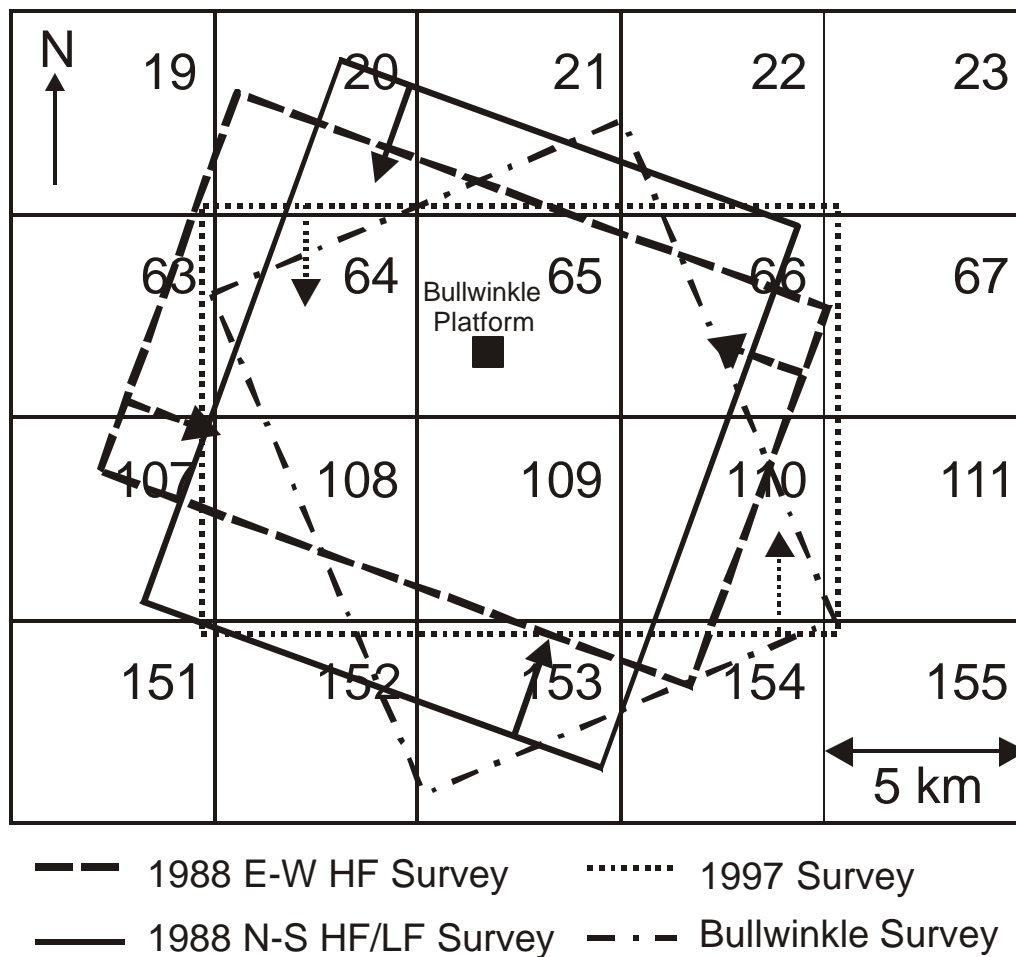 N
19 20 21 22 23
63 64 65 66 67
Bullwinkle
Platform
107 108 109 110 111
151 152 153 154 155
5 km
1988 E-W HF Survey
1997 Survey
1988 N-S HF/LF Survey
Bullwinkle Survey